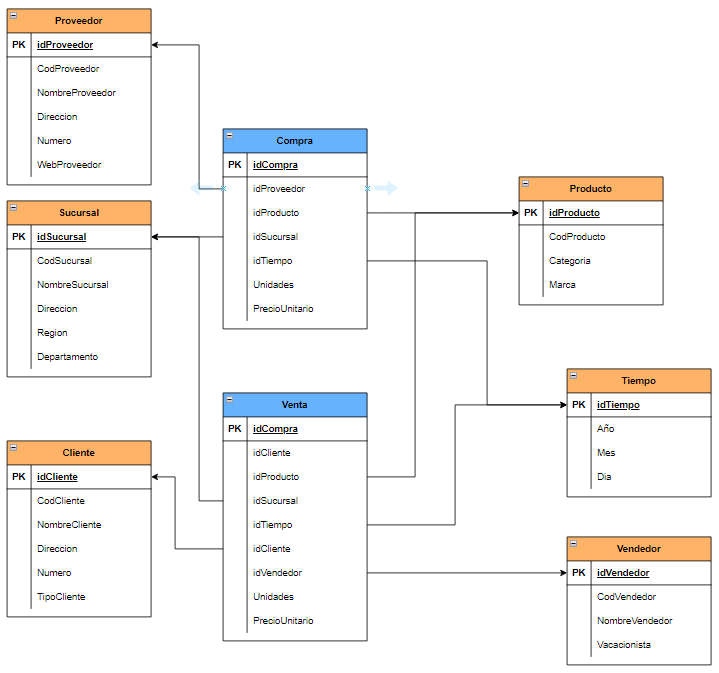 Proveedor
PK idProveedor
CodProveedor
NombreProveedor
Direccion
Numero
WebProveedor
Sucursal
PK idSucursal
CodSucursal
NombreSucursal
Direccion
Region
Departamento
Cliente
PK idCliente
CodCliente
NombreCliente
Direccion
Numero
TipoCliente
Compra
PK idCompra
idProveedor
idProducto
idSucursal
idTiempo
Unidades
PrecioUnitario
Venta
PK idCompra
idCliente
idProducto
idSucursal
idTiempo
idCliente
idVendedor
Unidades
PrecioUnitario
Producto
PK idProducto
CodProducto
Categoria
Marca
Tiempo
PK idTiempo
Año
Mes
Dia
Vendedor
PK idVendedor
CodVendedor
NombreVendedor
Vacacionista